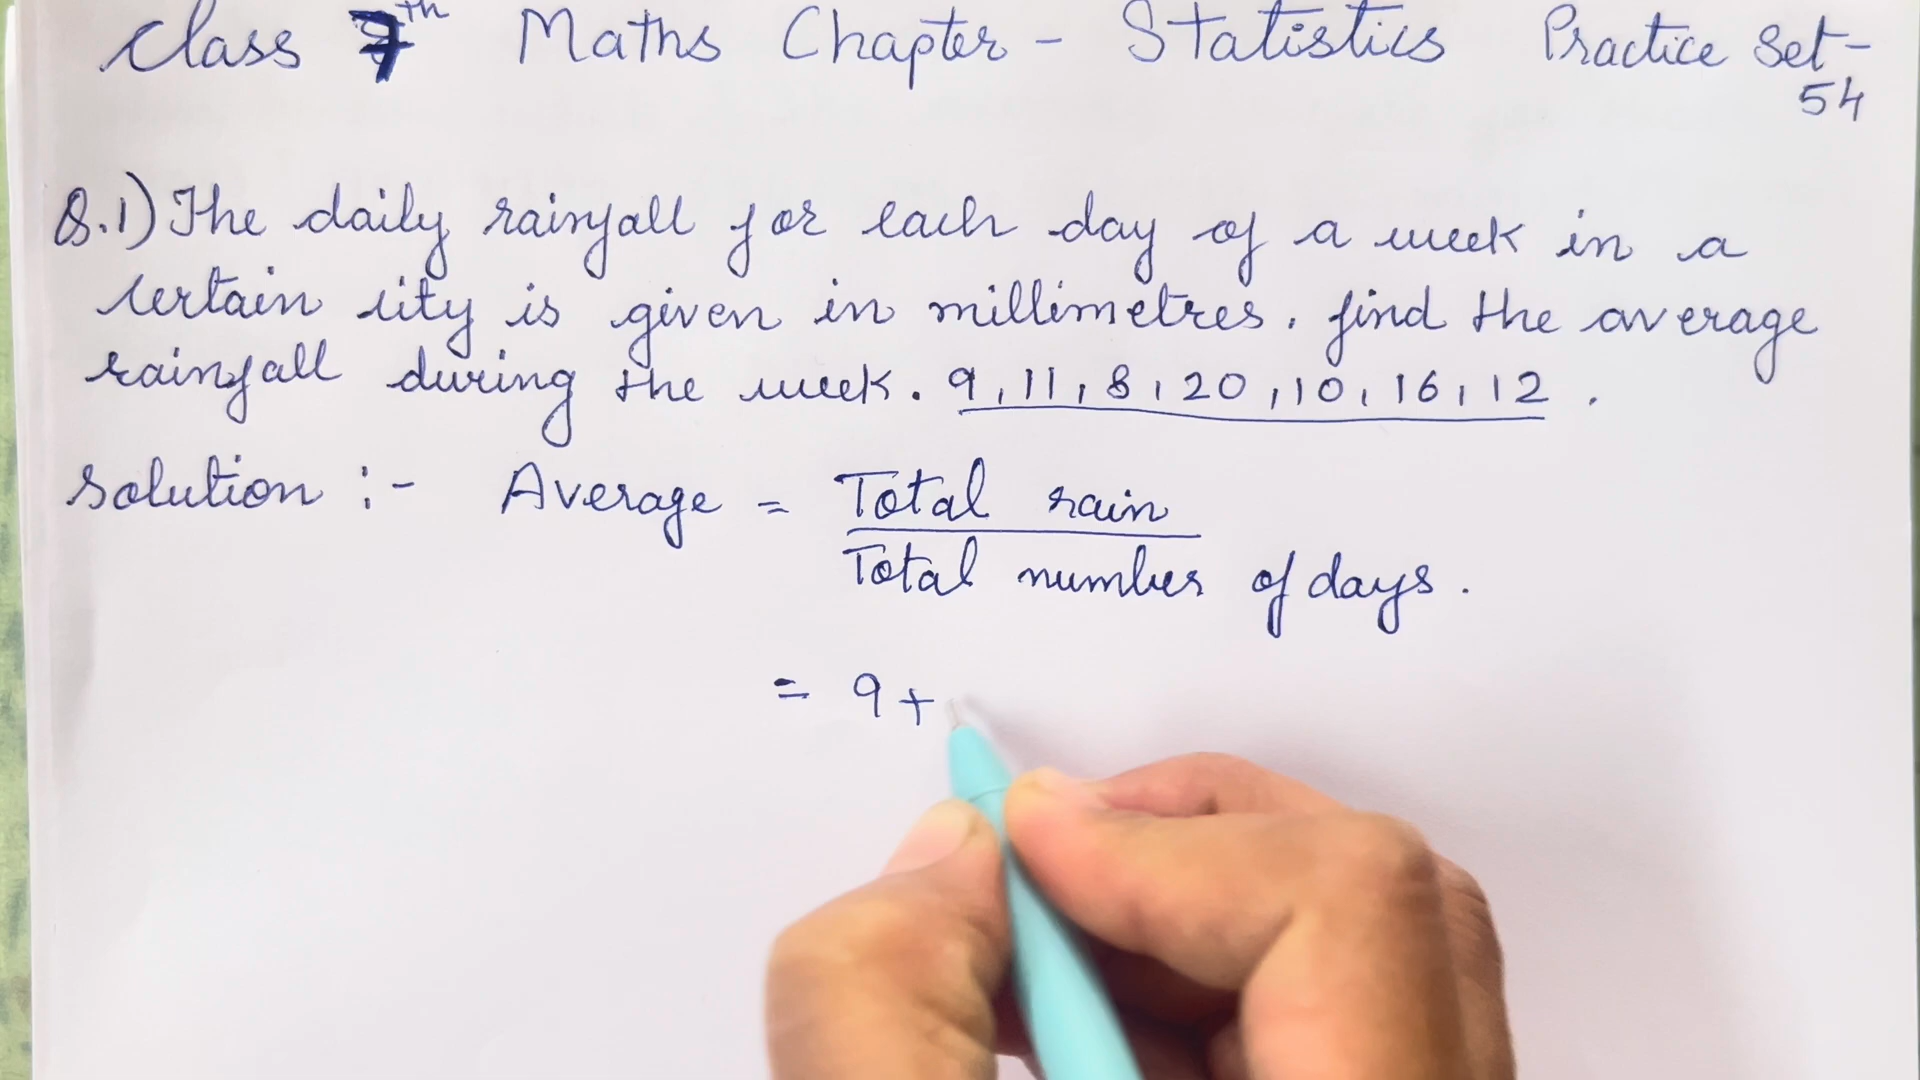 Class 7th Maths Chapter - Statistics Practice Set-
54
Q.1) The daily rainfall for each day of a week in a
certain city is given in millimetres. find the average
rainfall during the week. 9, 11, 8, 20, 10, 16, 12.
solution :- Average = Total rain
Total number of days.
= 9 +